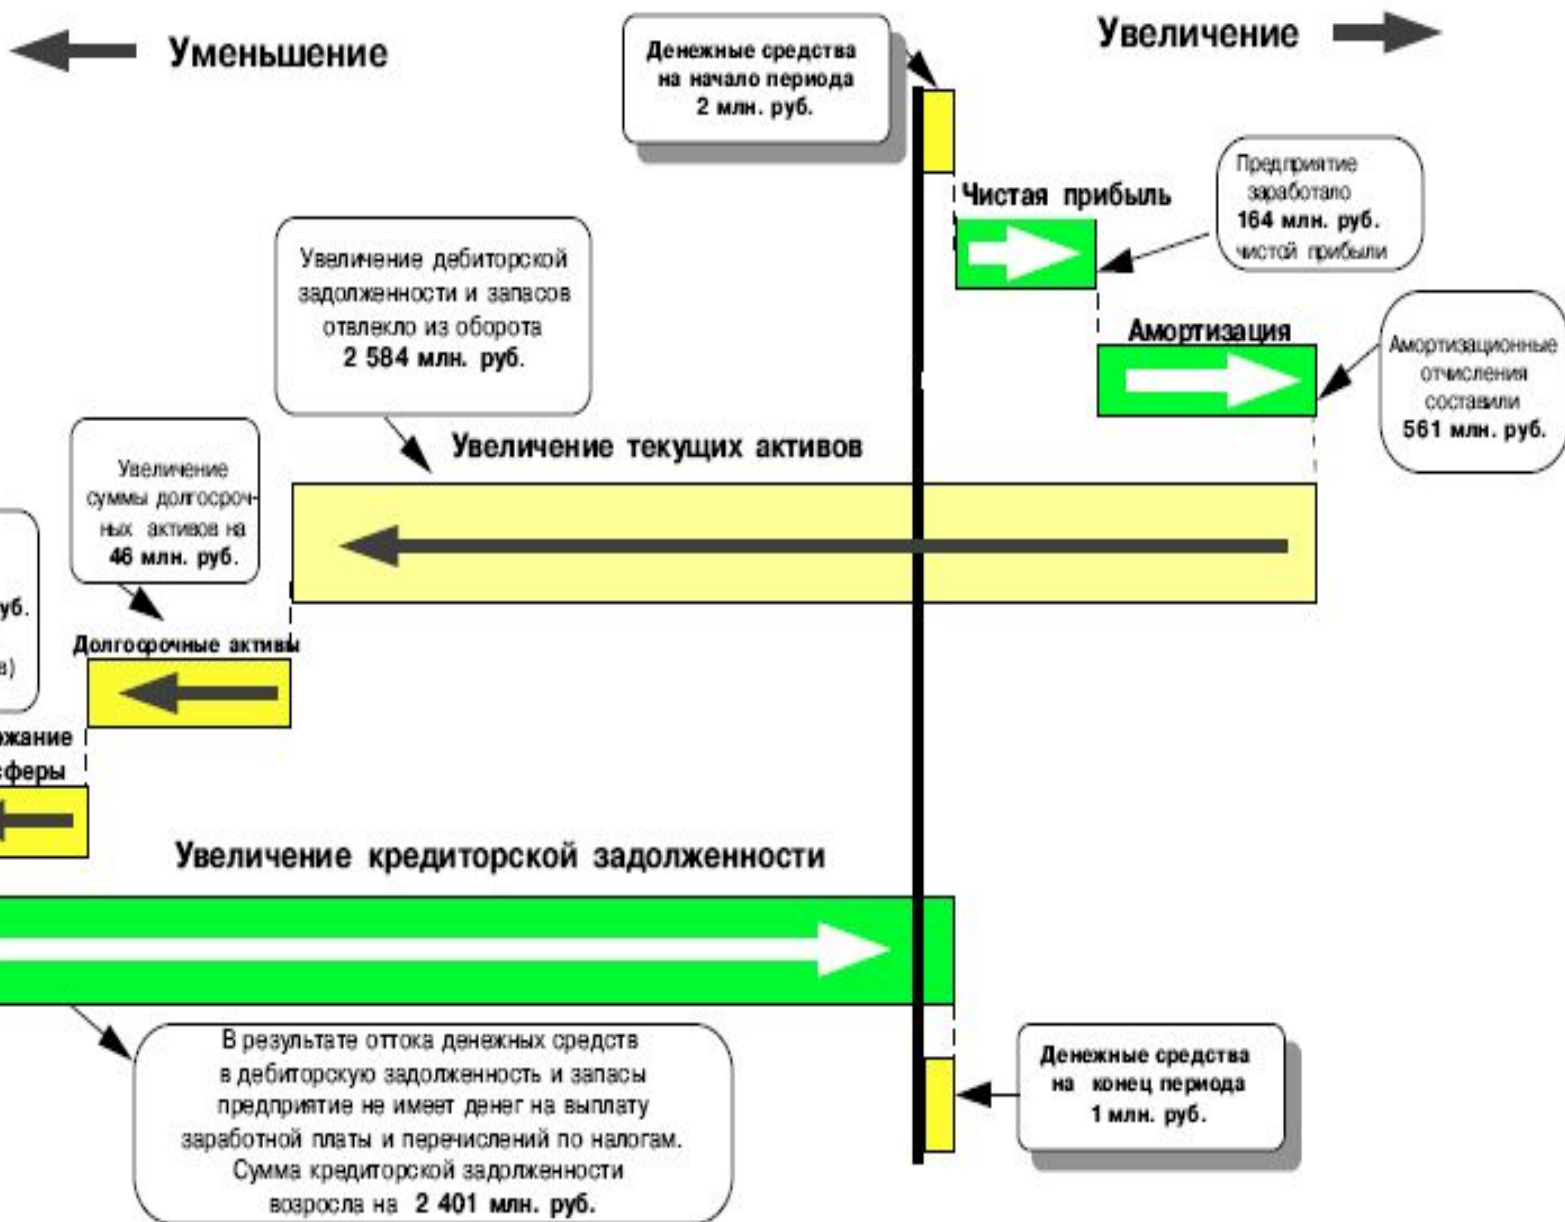 Уменьшение
Увеличение
Денежные средства
на начало периода
2 млн. руб.
Чистая прибыль
Предприятие
заработало
164 млн. руб.
чистой прибыли
Увеличение дебиторской
задолженности и запасов
отвлекло из оборота
2 584 млн. руб.
Амортизация
Амортизационные
отчисления
составили
561 млн. руб.
Увеличение текущих активов
Увеличение
суммы долгосроч-
ных активов на
46 млн. руб.
Долгосрочные активы
Увеличение кредиторской задолженности
В результате оттока денежных средств
в дебиторскую задолженность и запасы
предприятие не имеет денег на выплату
заработной платы и перечислений по налогам.
Сумма кредиторской задолженности
возросла на 2 401 млн. руб.
Денежные средства
на конец периода
1 млн. руб.